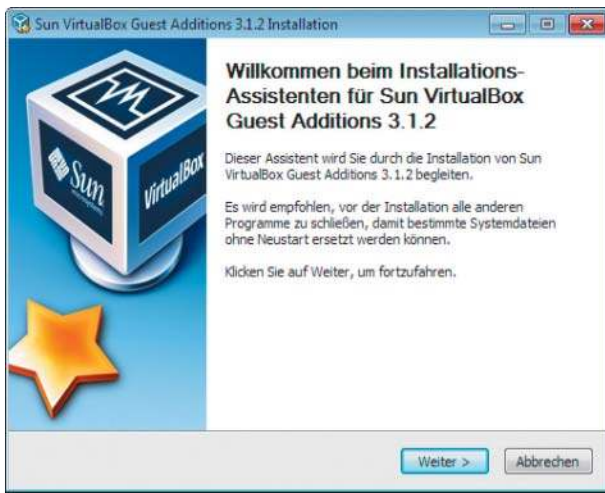 Sun VirtualBox Guest Additions 3.1.2 Installation
Willkommen beim Installations-
Assistenten für Sun VirtualBox
Guest Additions 3.1.2
Dieser Assistent wird Sie durch die Installation von Sun
VirtualBox Guest Additions 3.1.2 begleiten.
Es wird empfohlen, vor der Installation alle anderen
Programme zu schließen, damit bestimmte Systemdateien
ohne Neustart ersetzt werden können.
Klicken Sie auf Weiter, um fortzufahren.
Sun
microsystems
VirtualBox
Weiter >
Abbrechen